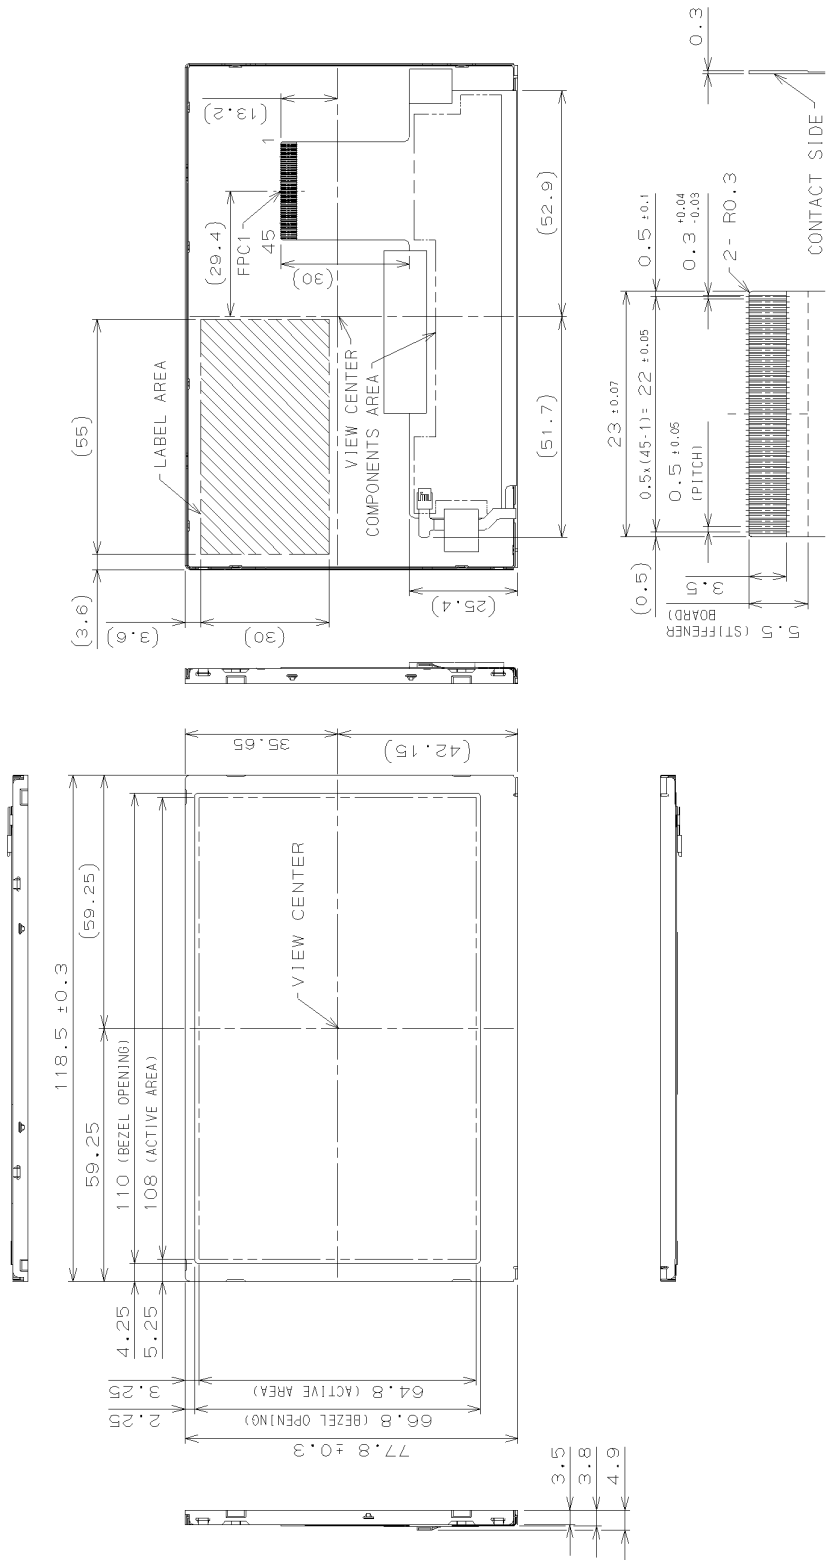 0.3
CONTACT SIDE
(13.2)
1
45
FPC1
(29.4)
(30)
(52.9)
(51.7)
VIEW CENTER
COMPONENTS AREA
LABEL AREA
(55)
(3.6)
(3.6)
(30)
(25.4)
0.5 ±0.1
0.3 +0.04 -0.03
2- R0.3
23 ±0.07
0.5x(45-1)= 22 ±0.05
0.5 ±0.05
(PITCH)
(0.5)
3.5
5.5 (STIFFENER
BOARD)
35.65
(42.15)
(59.25)
118.5 ±0.3
59.25
110 (BEZEL OPENING)
108 (ACTIVE AREA)
VIEW CENTER
4.25
5.25
3.25
64.8 (ACTIVE AREA)
2.25
66.8 (BEZEL OPENING)
77.8 ±0.3
3.5
3.8
4.9